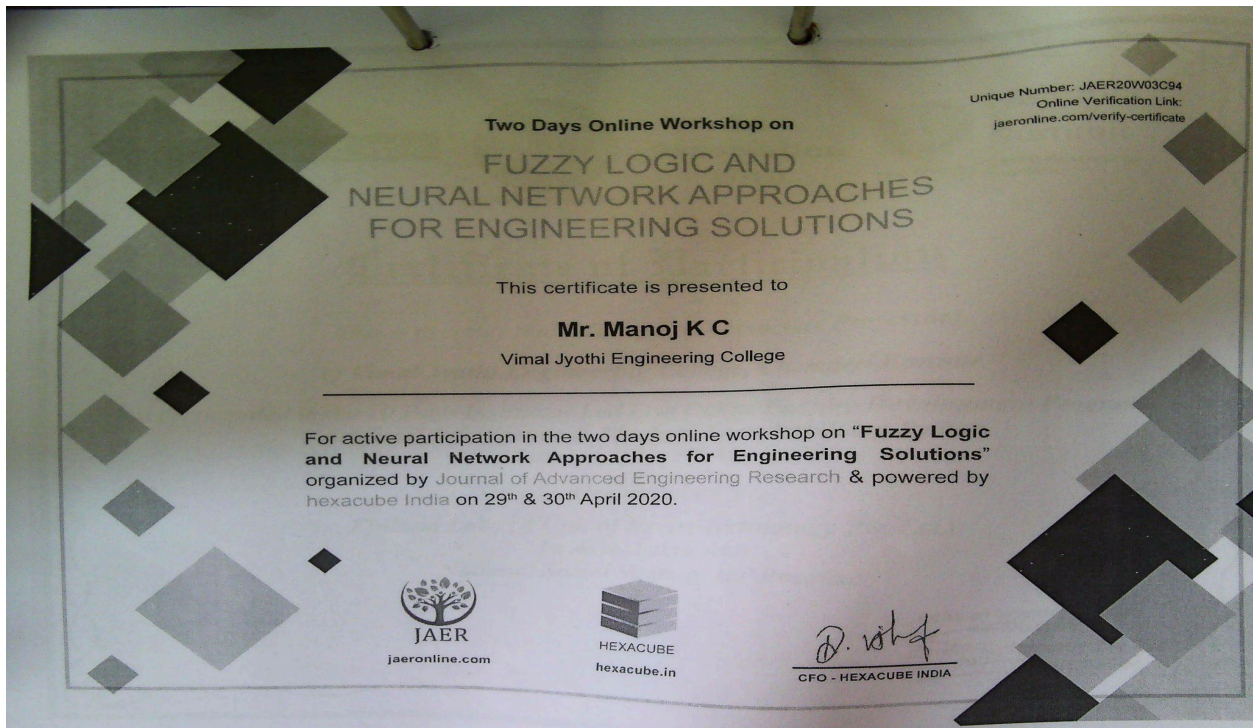 Unique Number: JAER20W03C94
Online Verification Link:
jaeronline.com/verify-certificate
Two Days Online Workshop on
FUZZY LOGIC AND
NEURAL NETWORK APPROACHES
FOR ENGINEERING SOLUTIONS
This certificate is presented to
Mr. Manoj K C
Vimal Jyothi Engineering College
For active participation in the two days online workshop on “Fuzzy Logic
and Neural Network Approaches for Engineering Solutions”
organized by Journal of Advanced Engineering Research & powered by
hexacube India on 29th & 30th April 2020.
JAER
jaeronline.com
HEXACUBE
hexacube.in
CFO - HEXACUBE INDIA